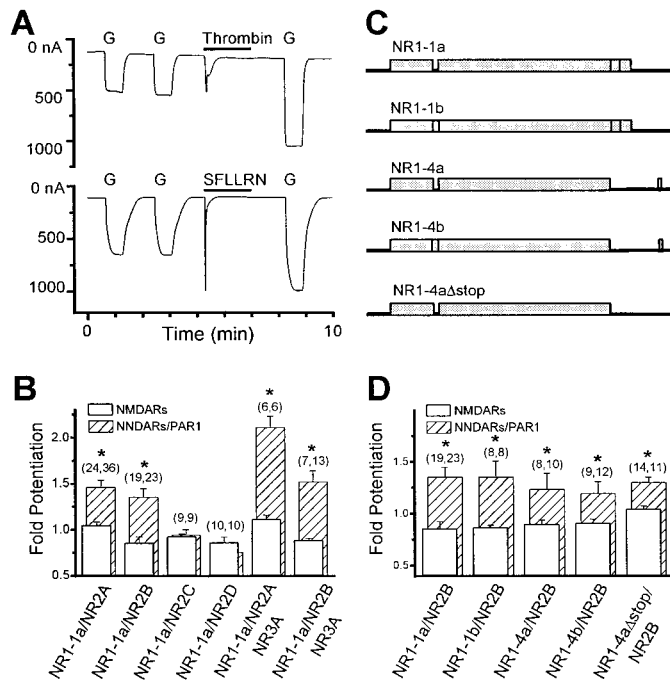 A
G G Thrombin G
0 nA
500
1000
G G SFLLRN G
0 nA
500
1000
0 Time (min) 10
B
NMDARs
NNDARs/PAR1
Fold Potentiation
2.0
1.5
1.0
0.5
*
(24,36)
*
(19,23)
(9,9)
(10,10)
*
(6,6)
*
(7,13)
NR1-1a/NR2A
NR1-1a/NR2B
NR1-1a/NR2C
NR1-1a/NR2D
NR1-1a/NR2A
NR3A
NR1-1a/NR2B
NR3A
C
NR1-1a
NR1-1b
NR1-4a
NR1-4b
NR1-4aΔstop
D
NMDARs
NNDARs/PAR1
Fold Potentiation
1.5
1.0
0.5
*
(19,23)
*
(8,8)
*
(8,10)
*
(9,12)
*
(14,11)
NR1-1a/NR2B
NR1-1b/NR2B
NR1-4a/NR2B
NR1-4b/NR2B
NR1-4aΔstop/
NR2B